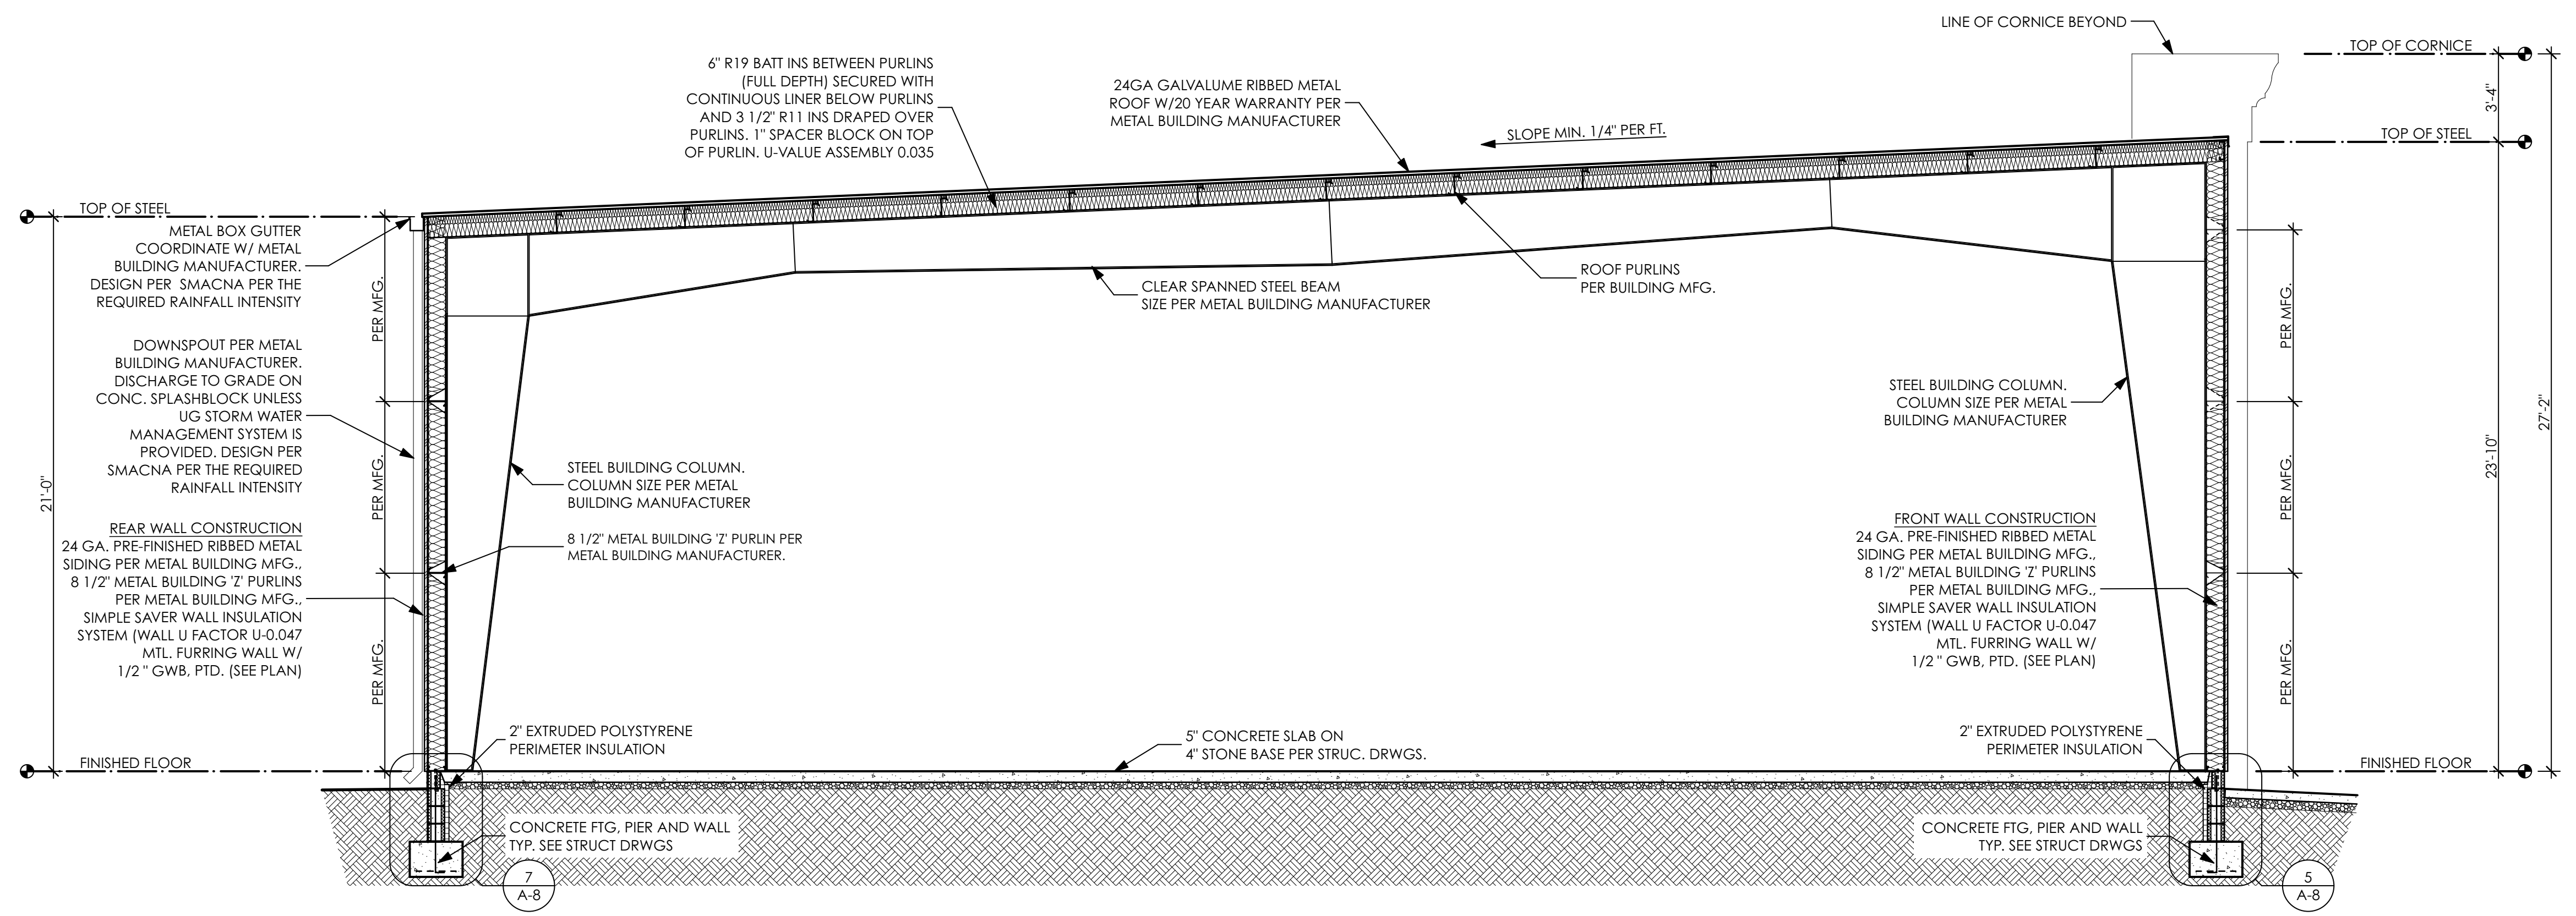 LINE OF CORNICE BEYOND
TOP OF CORNICE
3'-4"
TOP OF STEEL
27'-2"
23'-10"
6" R19 BATT INS BETWEEN PURLINS
(FULL DEPTH) SECURED WITH
CONTINUOUS LINER BELOW PURLINS
AND 3 1/2" R11 INS DRAPED OVER
PURLINS. 1" SPACER BLOCK ON TOP
OF PURLIN. U-VALUE ASSEMBLY 0.035
24GA GALVALUME RIBBED METAL
ROOF W/20 YEAR WARRANTY PER
METAL BUILDING MANUFACTURER
SLOPE MIN. 1/4" PER FT.
TOP OF STEEL
METAL BOX GUTTER
COORDINATE W/ METAL
BUILDING MANUFACTURER.
DESIGN PER SMACNA PER THE
REQUIRED RAINFALL INTENSITY
PER MFG.
CLEAR SPANNED STEEL BEAM
SIZE PER METAL BUILDING MANUFACTURER
ROOF PURLINS
PER BUILDING MFG.
PER MFG.
DOWNSPOUT PER METAL
BUILDING MANUFACTURER.
DISCHARGE TO GRADE ON
CONC. SPLASHBLOCK UNLESS
UG STORM WATER
MANAGEMENT SYSTEM IS
PROVIDED. DESIGN PER
SMACNA PER THE REQUIRED
RAINFALL INTENSITY
21'-0"
PER MFG.
STEEL BUILDING COLUMN.
COLUMN SIZE PER METAL
BUILDING MANUFACTURER
STEEL BUILDING COLUMN.
COLUMN SIZE PER METAL
BUILDING MANUFACTURER
PER MFG.
8 1/2" METAL BUILDING 'Z' PURLIN PER
METAL BUILDING MANUFACTURER.
REAR WALL CONSTRUCTION
24 GA. PRE-FINISHED RIBBED METAL
SIDING PER METAL BUILDING MFG.,
8 1/2" METAL BUILDING 'Z' PURLINS
PER METAL BUILDING MFG.,
SIMPLE SAVER WALL INSULATION
SYSTEM (WALL U FACTOR U-0.047
MTL. FURRING WALL W/
1/2 " GWB, PTD. (SEE PLAN)
PER MFG.
FRONT WALL CONSTRUCTION
24 GA. PRE-FINISHED RIBBED METAL
SIDING PER METAL BUILDING MFG.,
8 1/2" METAL BUILDING 'Z' PURLINS
PER METAL BUILDING MFG.,
SIMPLE SAVER WALL INSULATION
SYSTEM (WALL U FACTOR U-0.047
MTL. FURRING WALL W/
1/2 " GWB, PTD. (SEE PLAN)
PER MFG.
FINISHED FLOOR
2" EXTRUDED POLYSTYRENE
PERIMETER INSULATION
5" CONCRETE SLAB ON
4" STONE BASE PER STRUC. DRWGS.
2" EXTRUDED POLYSTYRENE
PERIMETER INSULATION
FINISHED FLOOR
CONCRETE FTG, PIER AND WALL
TYP. SEE STRUCT DRWGS
CONCRETE FTG, PIER AND WALL
TYP. SEE STRUCT DRWGS
7
A-8
5
A-8